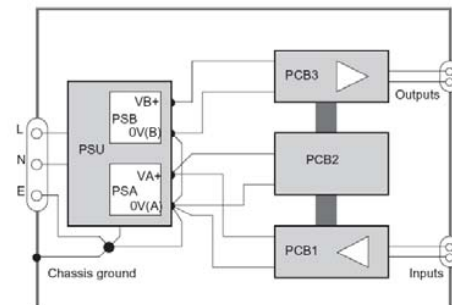 PCB3
Outputs
VB+
PSB
0V(B)
L
N
PSU
PCB2
VA+
PSA
0V(A)
E
PCB1
Chassis ground
Inputs